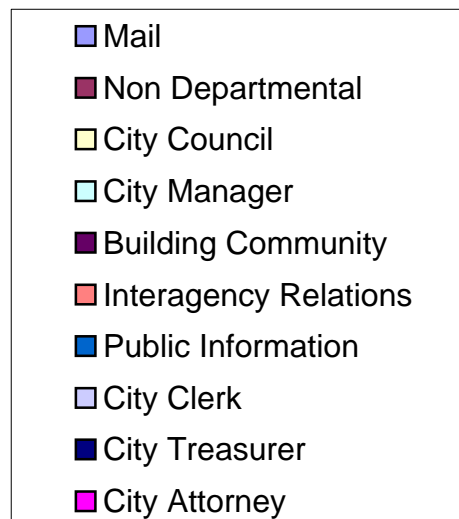 Mail
Non Departmental
City Council
City Manager
Building Community
Interagency Relations
Public Information
City Clerk
City Treasurer
City Attorney